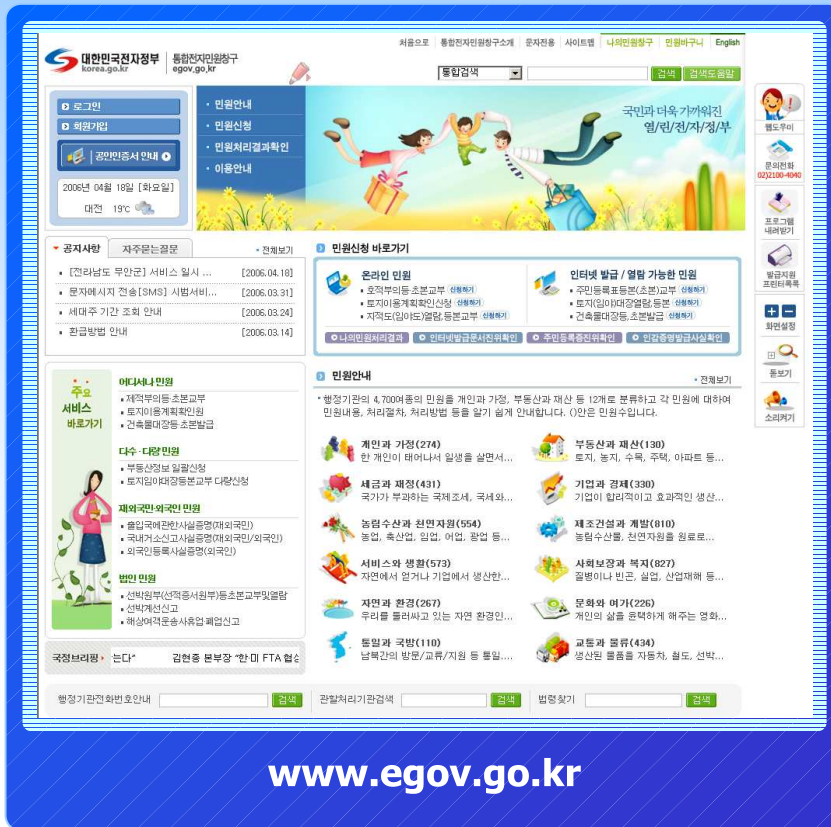 처음으로 통합전자민원창구소개 문자전용 사이트맵 나의민원창구 민원바구니 English
대한민국전자정부 통합전자민원창구
korea.go.kr egov.go.kr
통합검색 검색 검색도움말
로그인
회원가입
공인인증서 안내
2006년 04월 18일 [화요일]
대전 19℃
민원안내
민원신청
민원처리결과확인
이용안내
국민과 더욱 가까워진
열/린/전/자/정/부
웹도우미
문의전화
02)2100-4040
프로그램
내려받기
발급지원
프린터목록
화면설정
돋보기
소리켜기
공지사항 자주묻는질문 전체보기
[전라남도 무안군] 서비스 일시 ... [2006.04.18]
문자메시지 전송[SMS] 시범서비... [2006.03.31]
세대주 기간 조회 안내 [2006.03.24]
환급방법 안내 [2006.03.14]
민원신청 바로가기
온라인 민원
호적부의등·초본교부 신청하기
토지이용계획확인신청 신청하기
지적도(임야도)열람,등본교부 신청하기
인터넷 발급 / 열람 가능한 민원
주민등록표등본(초본)교부 신청하기
토지(임야)대장열람,등본 신청하기
건축물대장등,초본발급 신청하기
나의민원처리결과 인터넷발급문서진위확인 주민등록증진위확인 인감증명발급사실확인
주요
서비스
바로가기
어디서나 민원
제적부의등·초본교부
토지이용계획확인원
건축물대장등·초본발급
다수·다량 민원
부동산정보 일괄신청
토지임야대장등본교부 다량신청
재외국민·외국인 민원
출입국에관한사실증명(재외국민)
국내거소신고사실증명(재외국민/외국인)
외국인등록사실증명(외국인)
법인 민원
선박원부(선적증서원부)등초본교부및열람
선박계선신고
해상여객운송사휴업·폐업신고
민원안내 전체보기
행정기관의 4,700여종의 민원을 개인과 가정, 부동산과 재산 등 12개로 분류하고 각 민원에 대하여
민원내용, 처리절차, 처리방법 등을 알기 쉽게 안내합니다. ()안은 민원수입니다.
개인과 가정(274)
한 개인이 태어나서 일생을 살면서...
부동산과 재산(130)
토지, 농지, 수목, 주택, 아파트 등...
세금과 재정(431)
국가가 부과하는 국제조세, 국세와...
기업과 경제(330)
기업이 합리적이고 효과적인 생산...
농림수산과 천연자원(554)
농업, 축산업, 임업, 어업, 광업 등...
제조건설과 개발(810)
농림수산물, 천연자원을 원료로...
서비스와 생활(573)
자연에서 얻거나 기업에서 생산한...
사회보장과 복지(827)
질병이나 빈곤, 실업, 산업재해 등...
자연과 환경(267)
우리를 둘러싸고 있는 자연 환경인...
문화와 여가(226)
개인의 삶을 윤택하게 해주는 영화...
통일과 국방(110)
남북간의 방문/교류/지원 등 통일....
교통과 물류(434)
생산된 물품을 자동차, 철도, 선박...
국정브리핑 는다" 김현종 본부장 "한·미 FTA 협상
행정기관전화번호안내 검색 관할처리기관검색 검색 법령찾기 검색
www.egov.go.kr